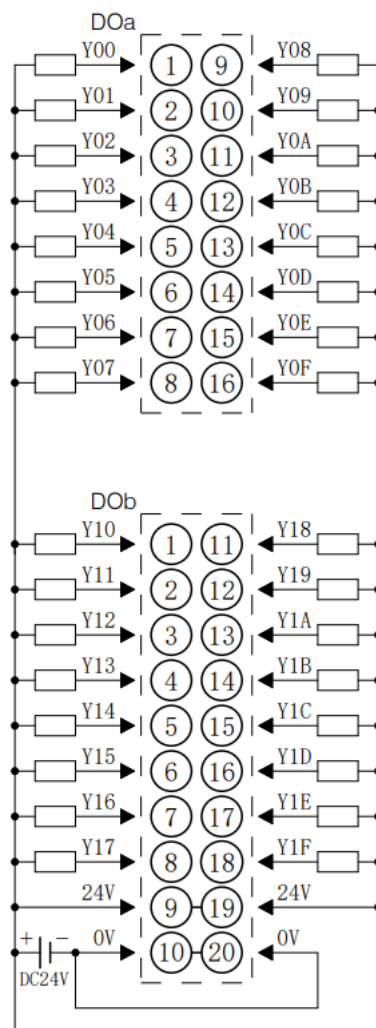 DOa
Y00 1 9 Y08
Y01 2 10 Y09
Y02 3 11 Y0A
Y03 4 12 Y0B
Y04 5 13 Y0C
Y05 6 14 Y0D
Y06 7 15 Y0E
Y07 8 16 Y0F
DOb
Y10 1 11 Y18
Y11 2 12 Y19
Y12 3 13 Y1A
Y13 4 14 Y1B
Y14 5 15 Y1C
Y15 6 16 Y1D
Y16 7 17 Y1E
Y17 8 18 Y1F
24V 9 19 24V
+ − 0V 10 20 0V
DC24V